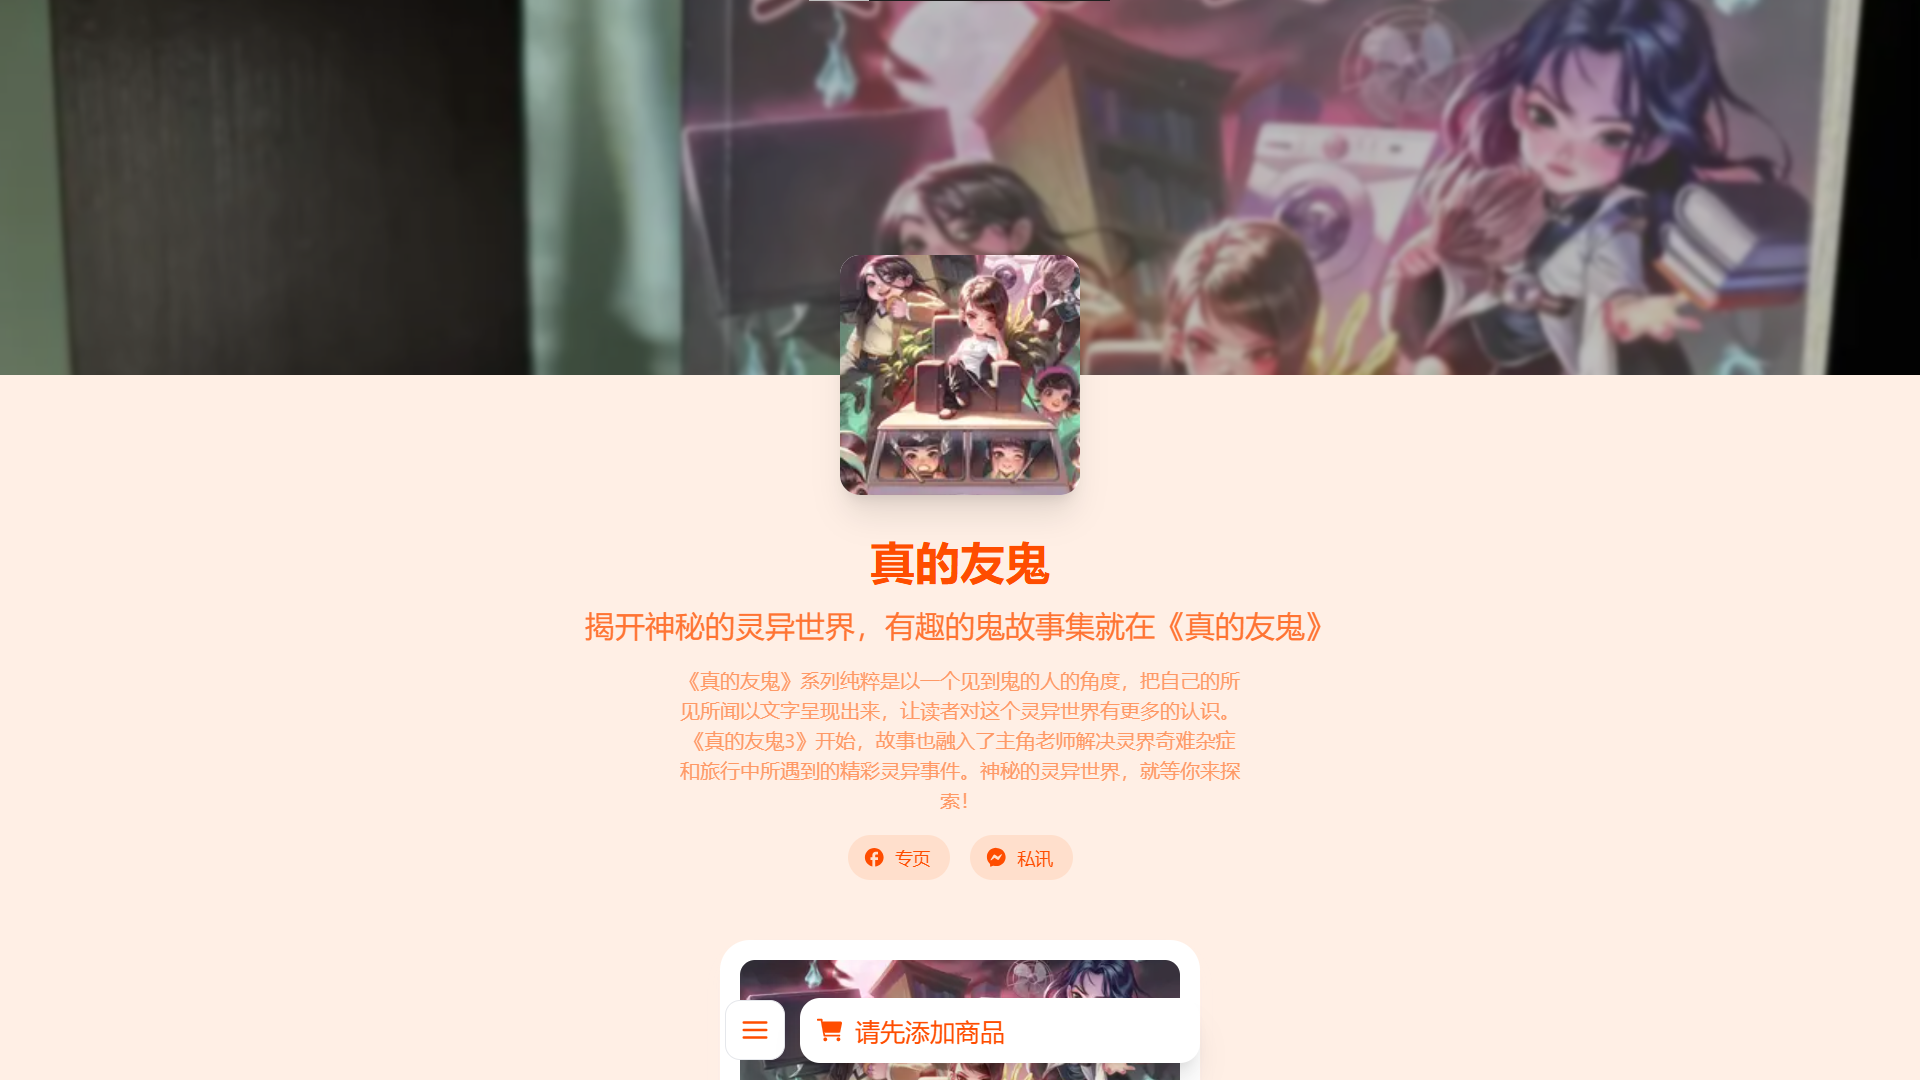 真的友鬼
揭开神秘的灵异世界，有趣的鬼故事集就在《真的友鬼》
《真的友鬼》系列纯粹是以一个见到鬼的人的角度，把自己的所
见所闻以文字呈现出来，让读者对这个灵异世界有更多的认识。
《真的友鬼3》开始，故事也融入了主角老师解决灵界奇难杂症
和旅行中所遇到的精彩灵异事件。神秘的灵异世界，就等你来探
索！
专页
私讯
请先添加商品